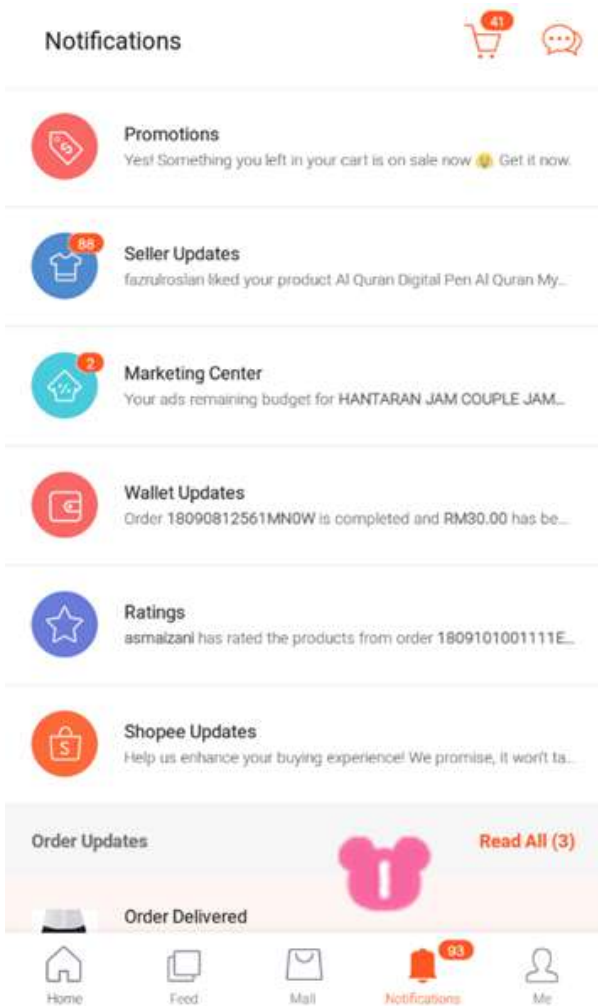 Notifications
41
Promotions
Yes! Something you left in your cart is on sale now 😲 Get it now.
88
Seller Updates
fazrulroslan liked your product Al Quran Digital Pen Al Quran My...
2
Marketing Center
Your ads remaining budget for HANTARAN JAM COUPLE JAM...
Wallet Updates
Order 18090812561MN0W is completed and RM30.00 has be...
Ratings
asmaizani has rated the products from order 1809101001111E...
Shopee Updates
Help us enhance your buying experience! We promise, it won't ta...
Order Updates
I
Read All (3)
Order Delivered
93
Home
Feed
Mall
Notifications
Me